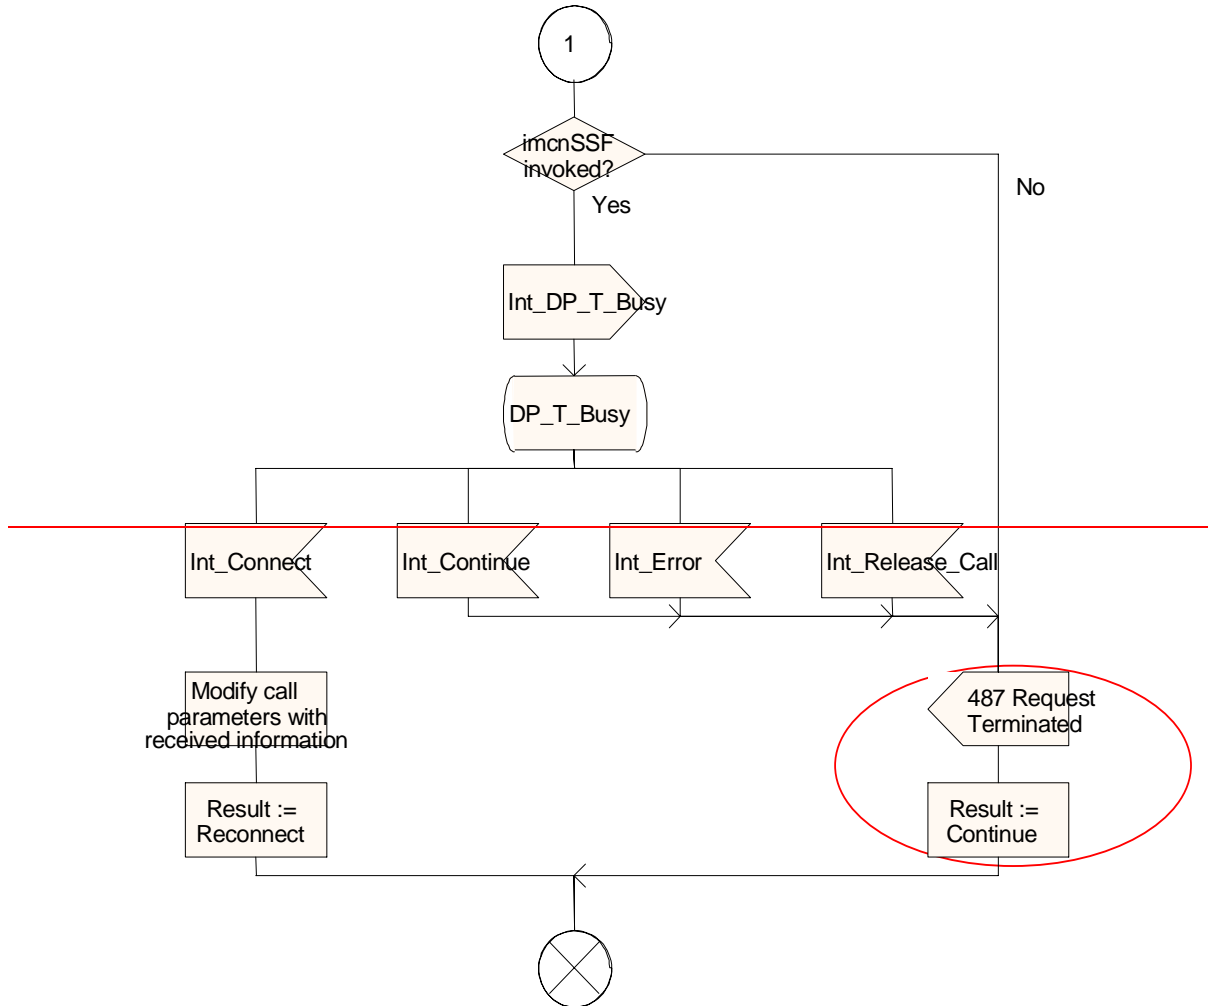 1
imcnSSF
invoked?
No
Yes
Int_DP_T_Busy
DP_T_Busy
Int_Connect
Int_Continue
Int_Error
Int_Release_Call
Modify call
parameters with
received information
487 Request
Terminated
Result :=
Reconnect
Result :=
Continue